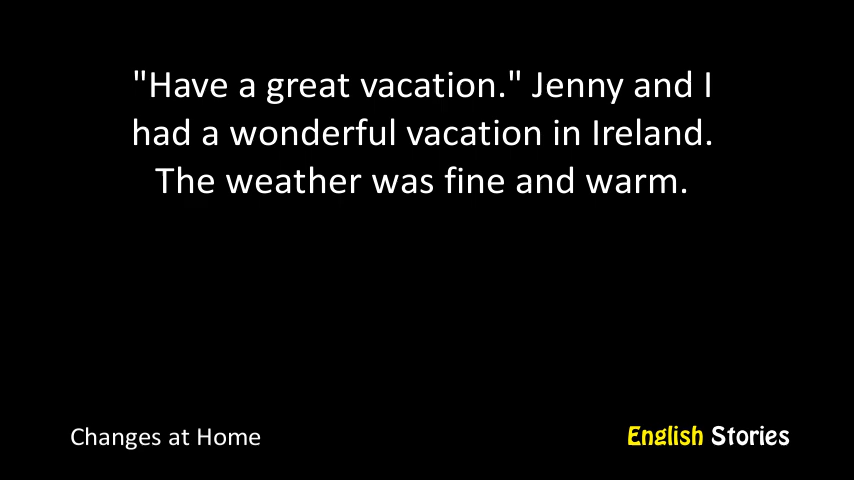 "Have a great vacation." Jenny and I
had a wonderful vacation in Ireland.
The weather was fine and warm.
Changes at Home
English Stories